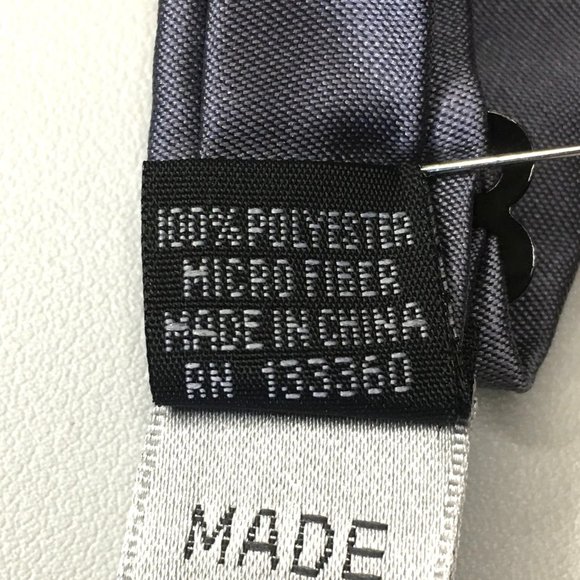 100% POLYESTER
MICRO FIBER
MADE IN CHINA
RN 133360
MADE